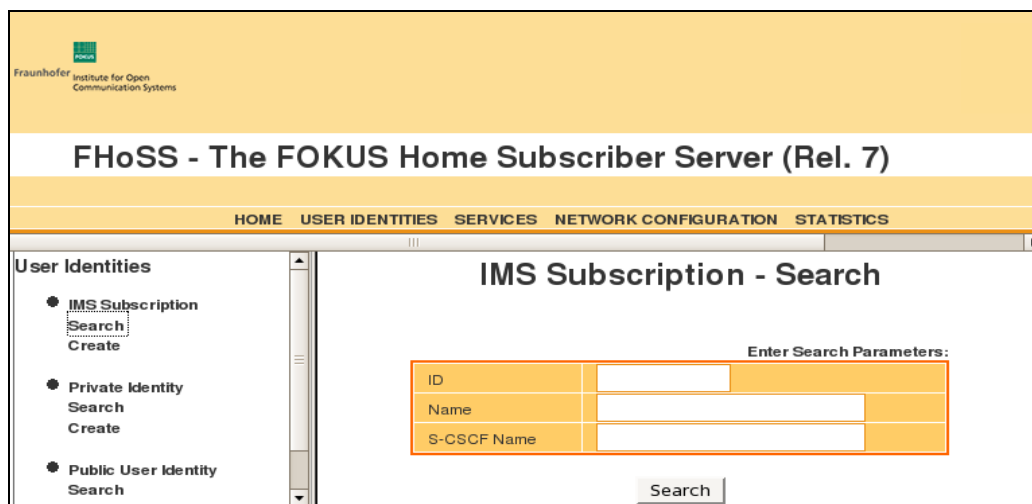 FOKUS
Fraunhofer Institute for Open
Communication Systems
FHoSS - The FOKUS Home Subscriber Server (Rel. 7)
HOME USER IDENTITIES SERVICES NETWORK CONFIGURATION STATISTICS
User Identities
IMS Subscription
Search
Create
Private Identity
Search
Create
Public User Identity
Search
IMS Subscription - Search
Enter Search Parameters:
ID
Name
S-CSCF Name
Search